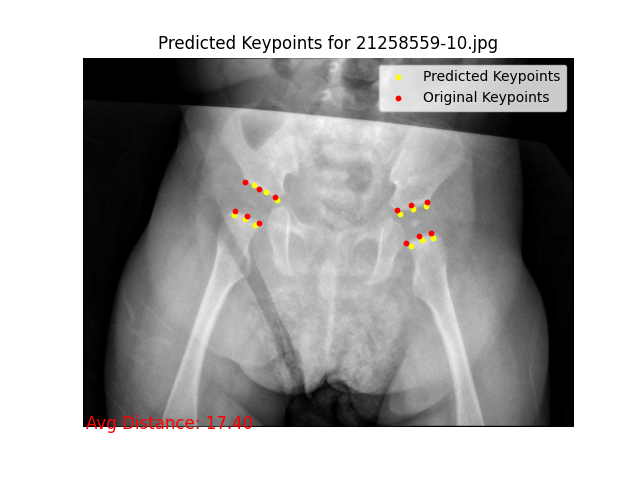 Predicted Keypoints for 21258559-10.jpg
Predicted Keypoints
Original Keypoints
Avg Distance: 17.40